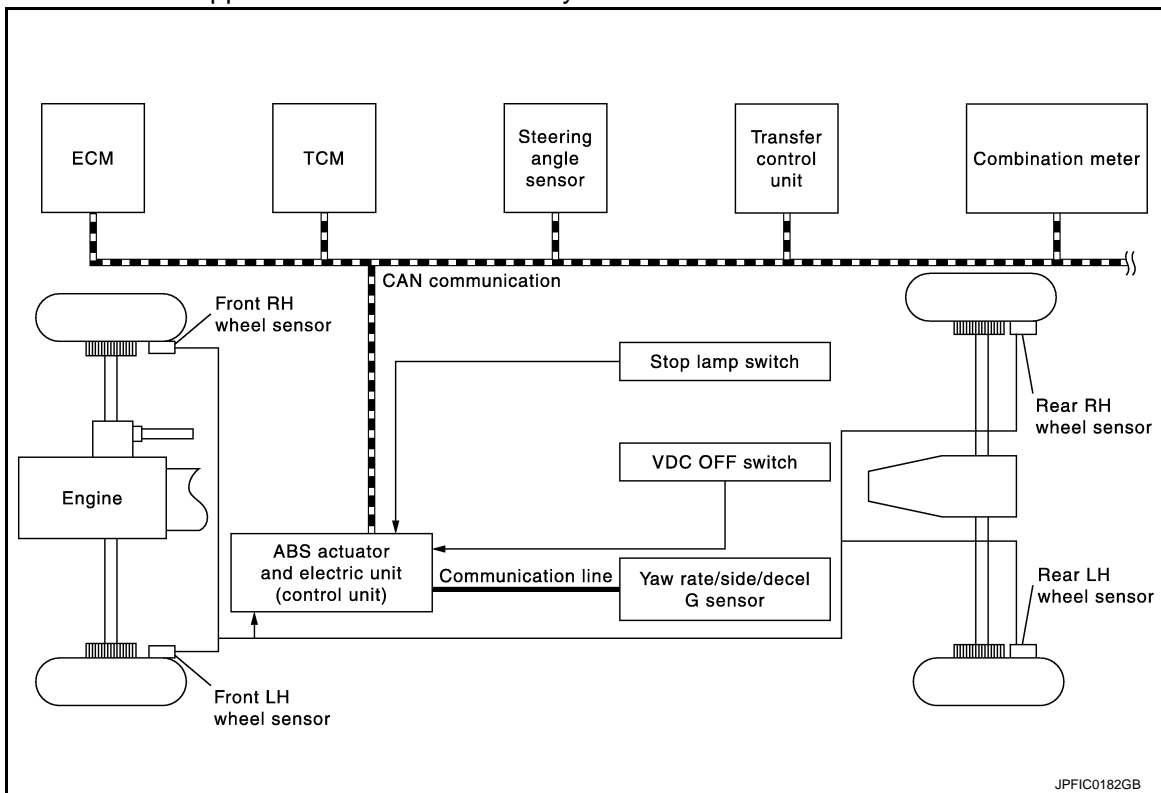 ECM
TCM
Steering
angle
sensor
Transfer
control
unit
Combination meter
CAN communication
Front RH
wheel sensor
Stop lamp switch
Rear RH
wheel sensor
VDC OFF switch
Engine
ABS actuator
and electric unit
(control unit)
Communication line
Yaw rate/side/decel
G sensor
Rear LH
wheel sensor
Front LH
wheel sensor
JPFIC0182GB